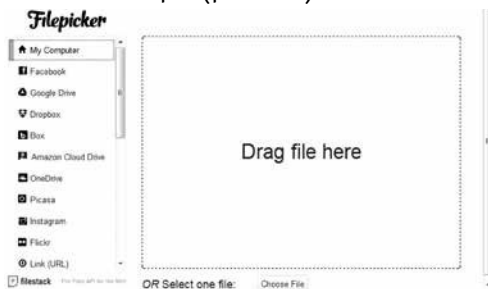 Filepicker
My Computer
Facebook
Google Drive
Dropbox
Box
Amazon Cloud Drive
OneDrive
Picasa
Instagram
Flickr
Link (URL)
filestack
Drag file here
OR Select one file: Choose File